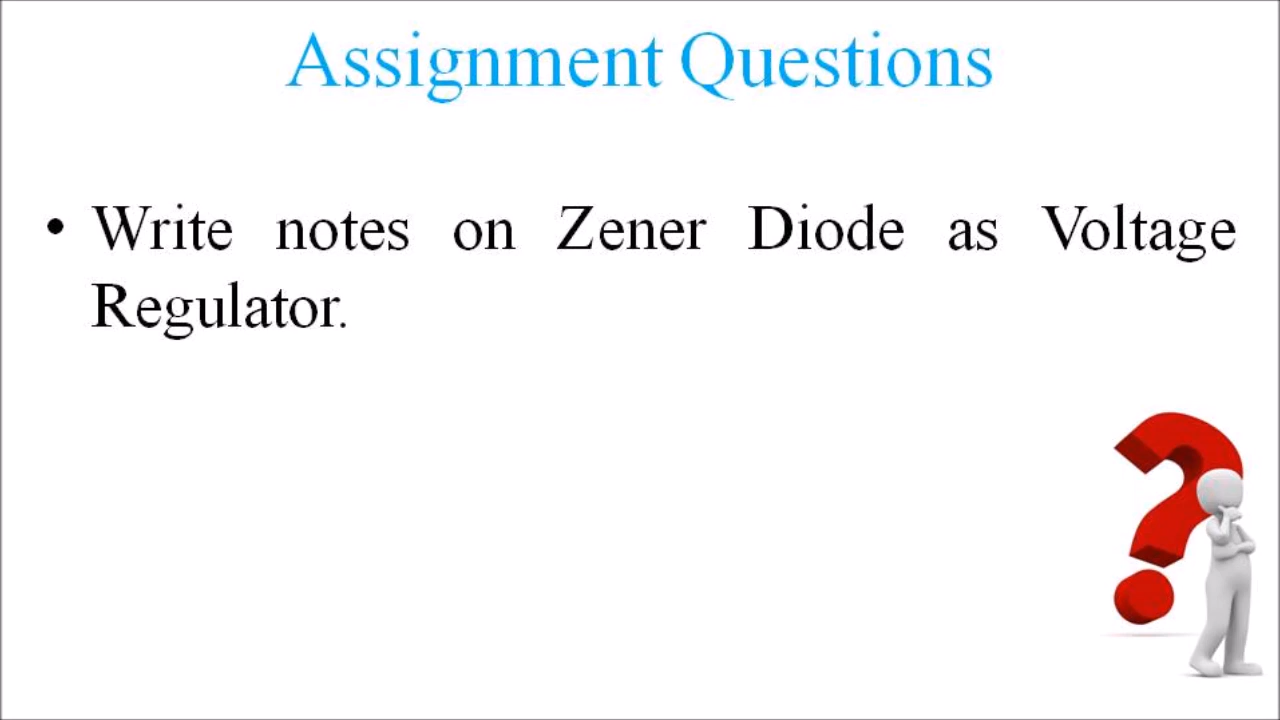 Assignment Questions
• Write notes on Zener Diode as Voltage
Regulator.